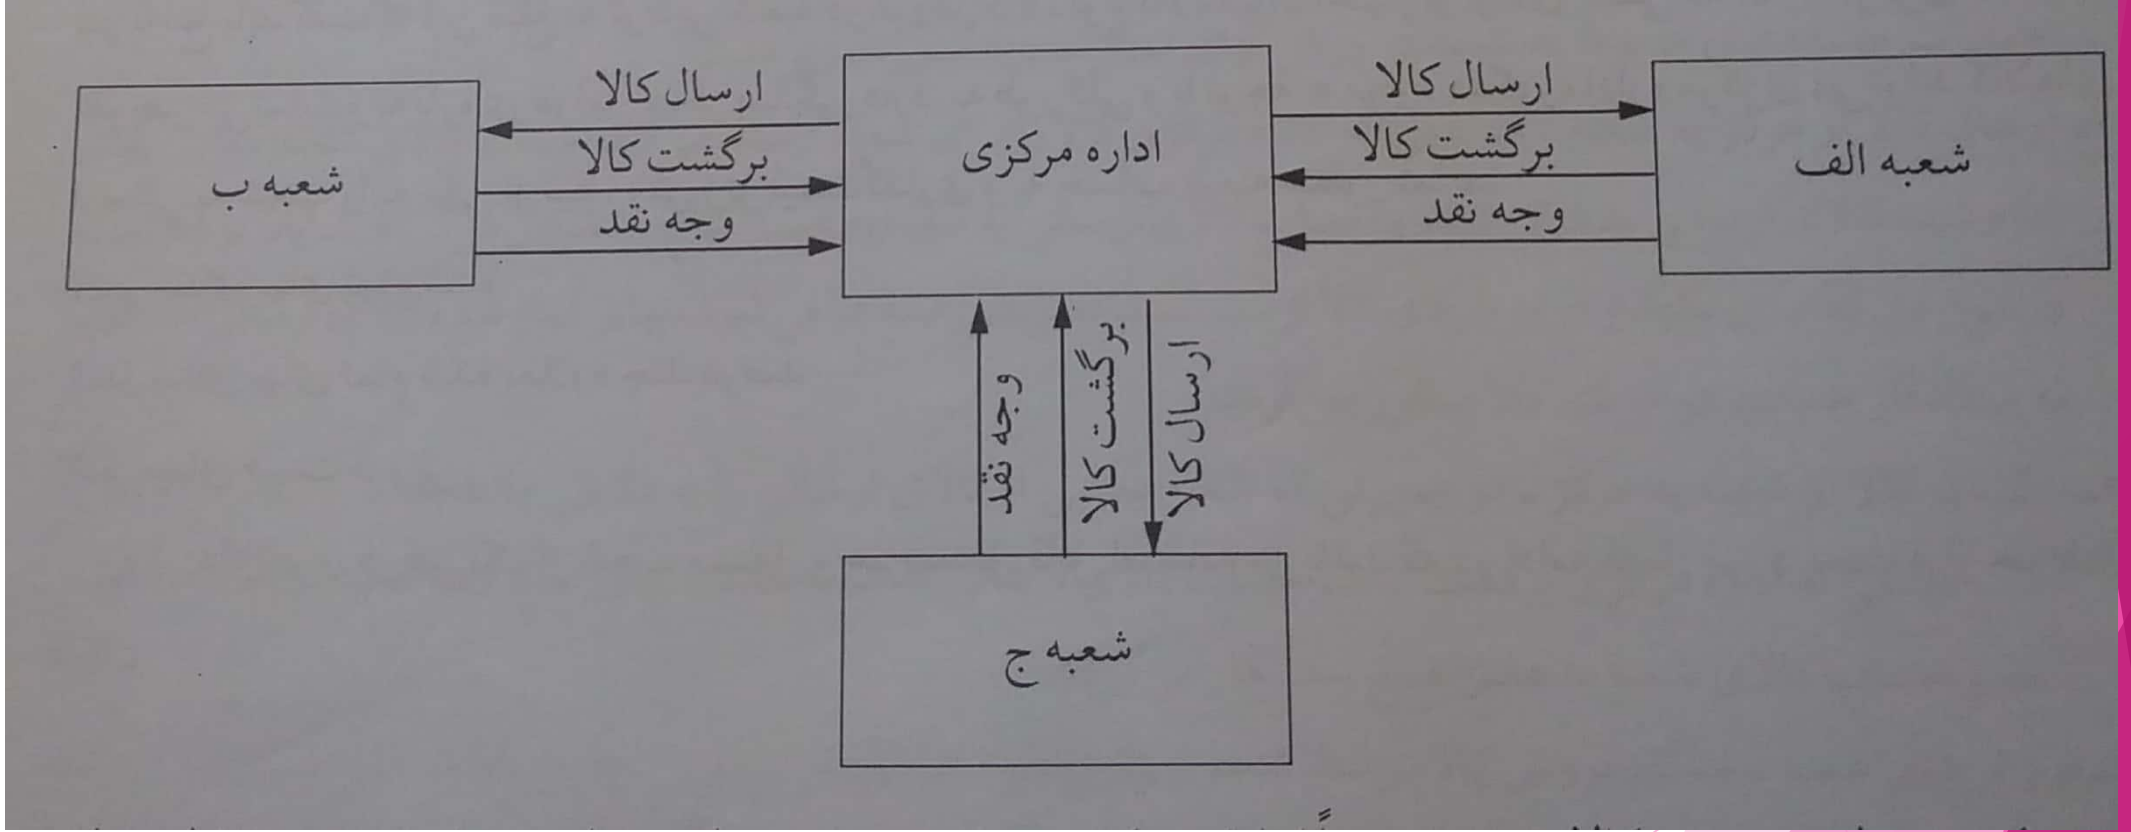 شعبه الف
ارسال کالا
برگشت کالا
وجه نقد
اداره مرکزی
ارسال کالا
برگشت کالا
وجه نقد
شعبه ب
ارسال کالا
برگشت کالا
وجه نقد
شعبه ج